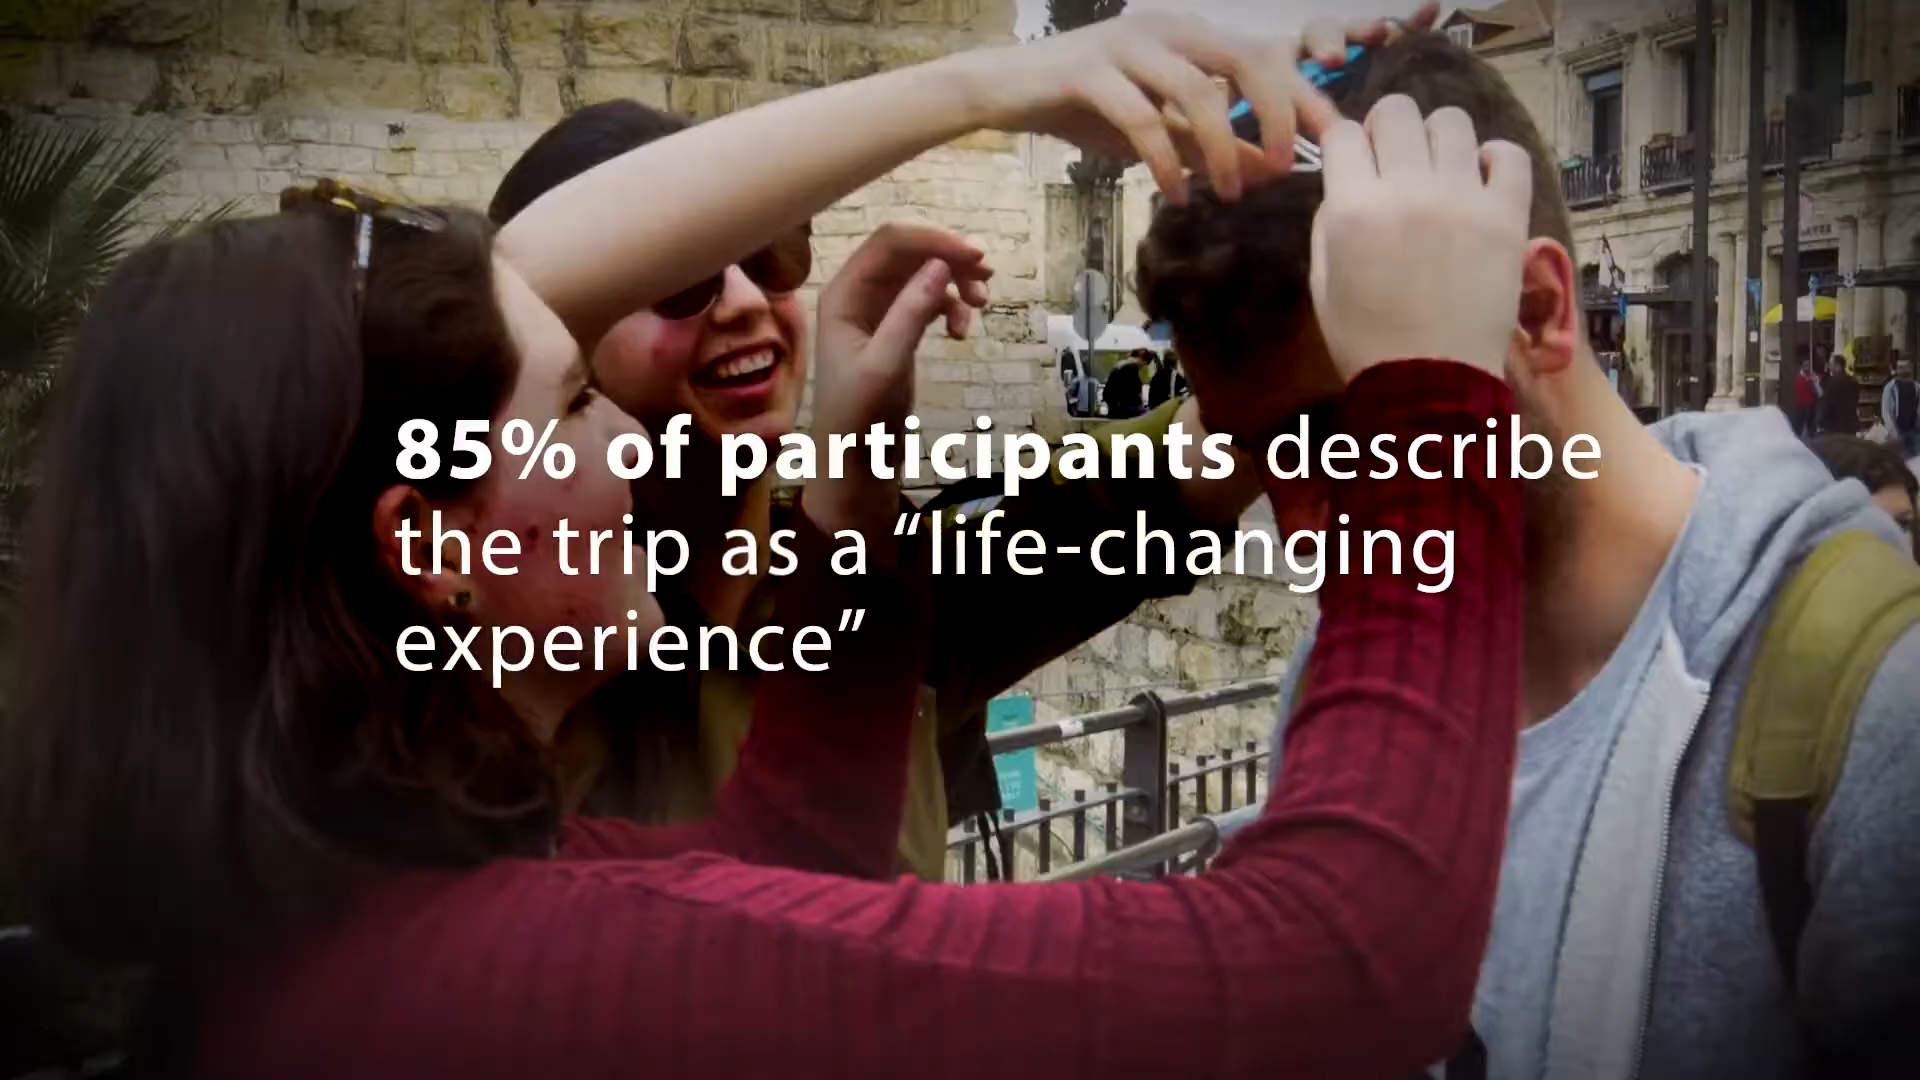 85% of participants describe
the trip as a “life-changing
experience”